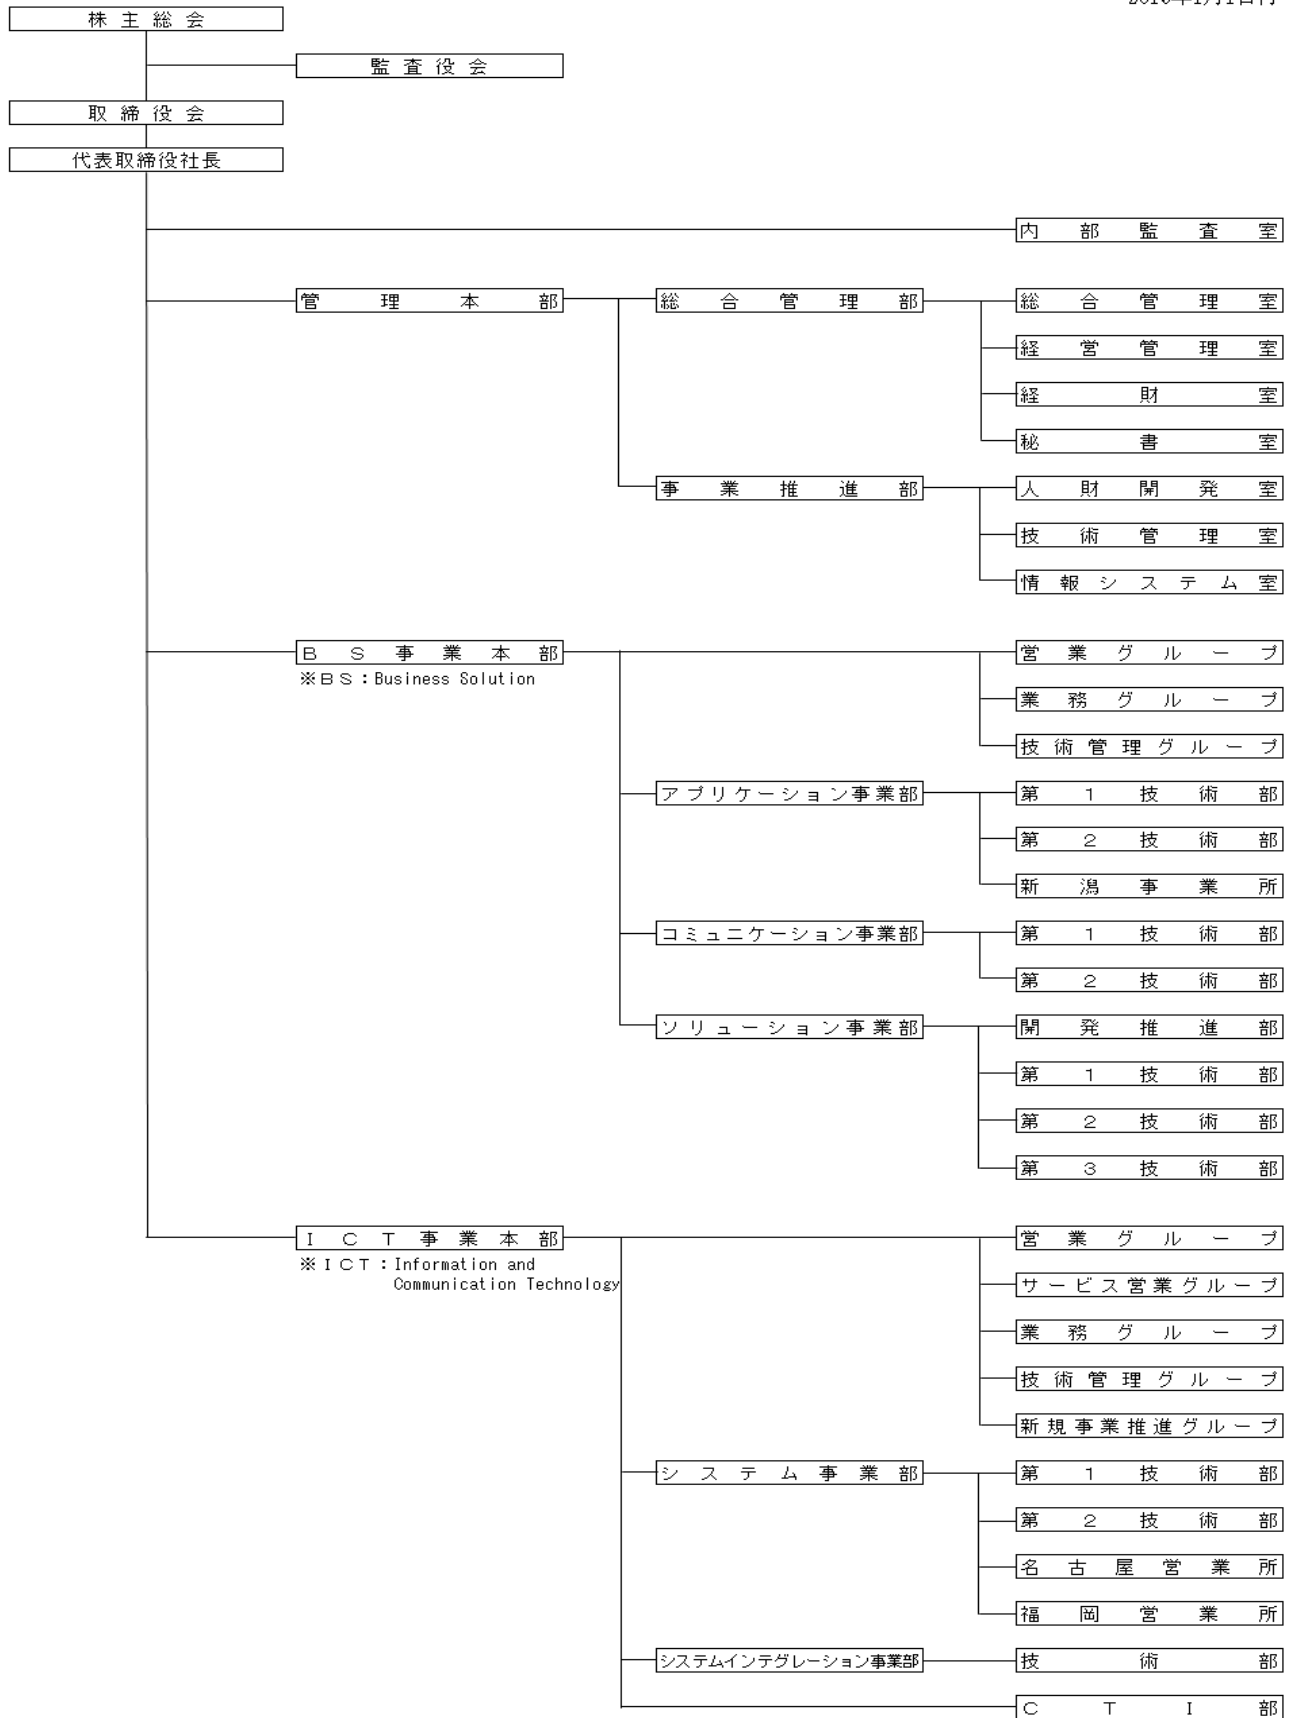 株主総会
監査役会
取締役会
代表取締役社長
内部監査室
管理本部
総合管理部
総合管理室
経営管理室
経財室
秘書室
事業推進部
人財開発室
技術管理室
情報システム室
ＢＳ事業本部
※ＢＳ：Business Solution
営業グループ
業務グループ
技術管理グループ
アプリケーション事業部
第１技術部
第２技術部
新潟事業所
コミュニケーション事業部
第１技術部
第２技術部
ソリューション事業部
開発推進部
第１技術部
第２技術部
第３技術部
ＩＣＴ事業本部
※ＩＣＴ：Information and
Communication Technology
営業グループ
サービス営業グループ
業務グループ
技術管理グループ
新規事業推進グループ
システム事業部
第１技術部
第２技術部
名古屋営業所
福岡営業所
システムインテグレーション事業部
技術部
ＣＴＩ部